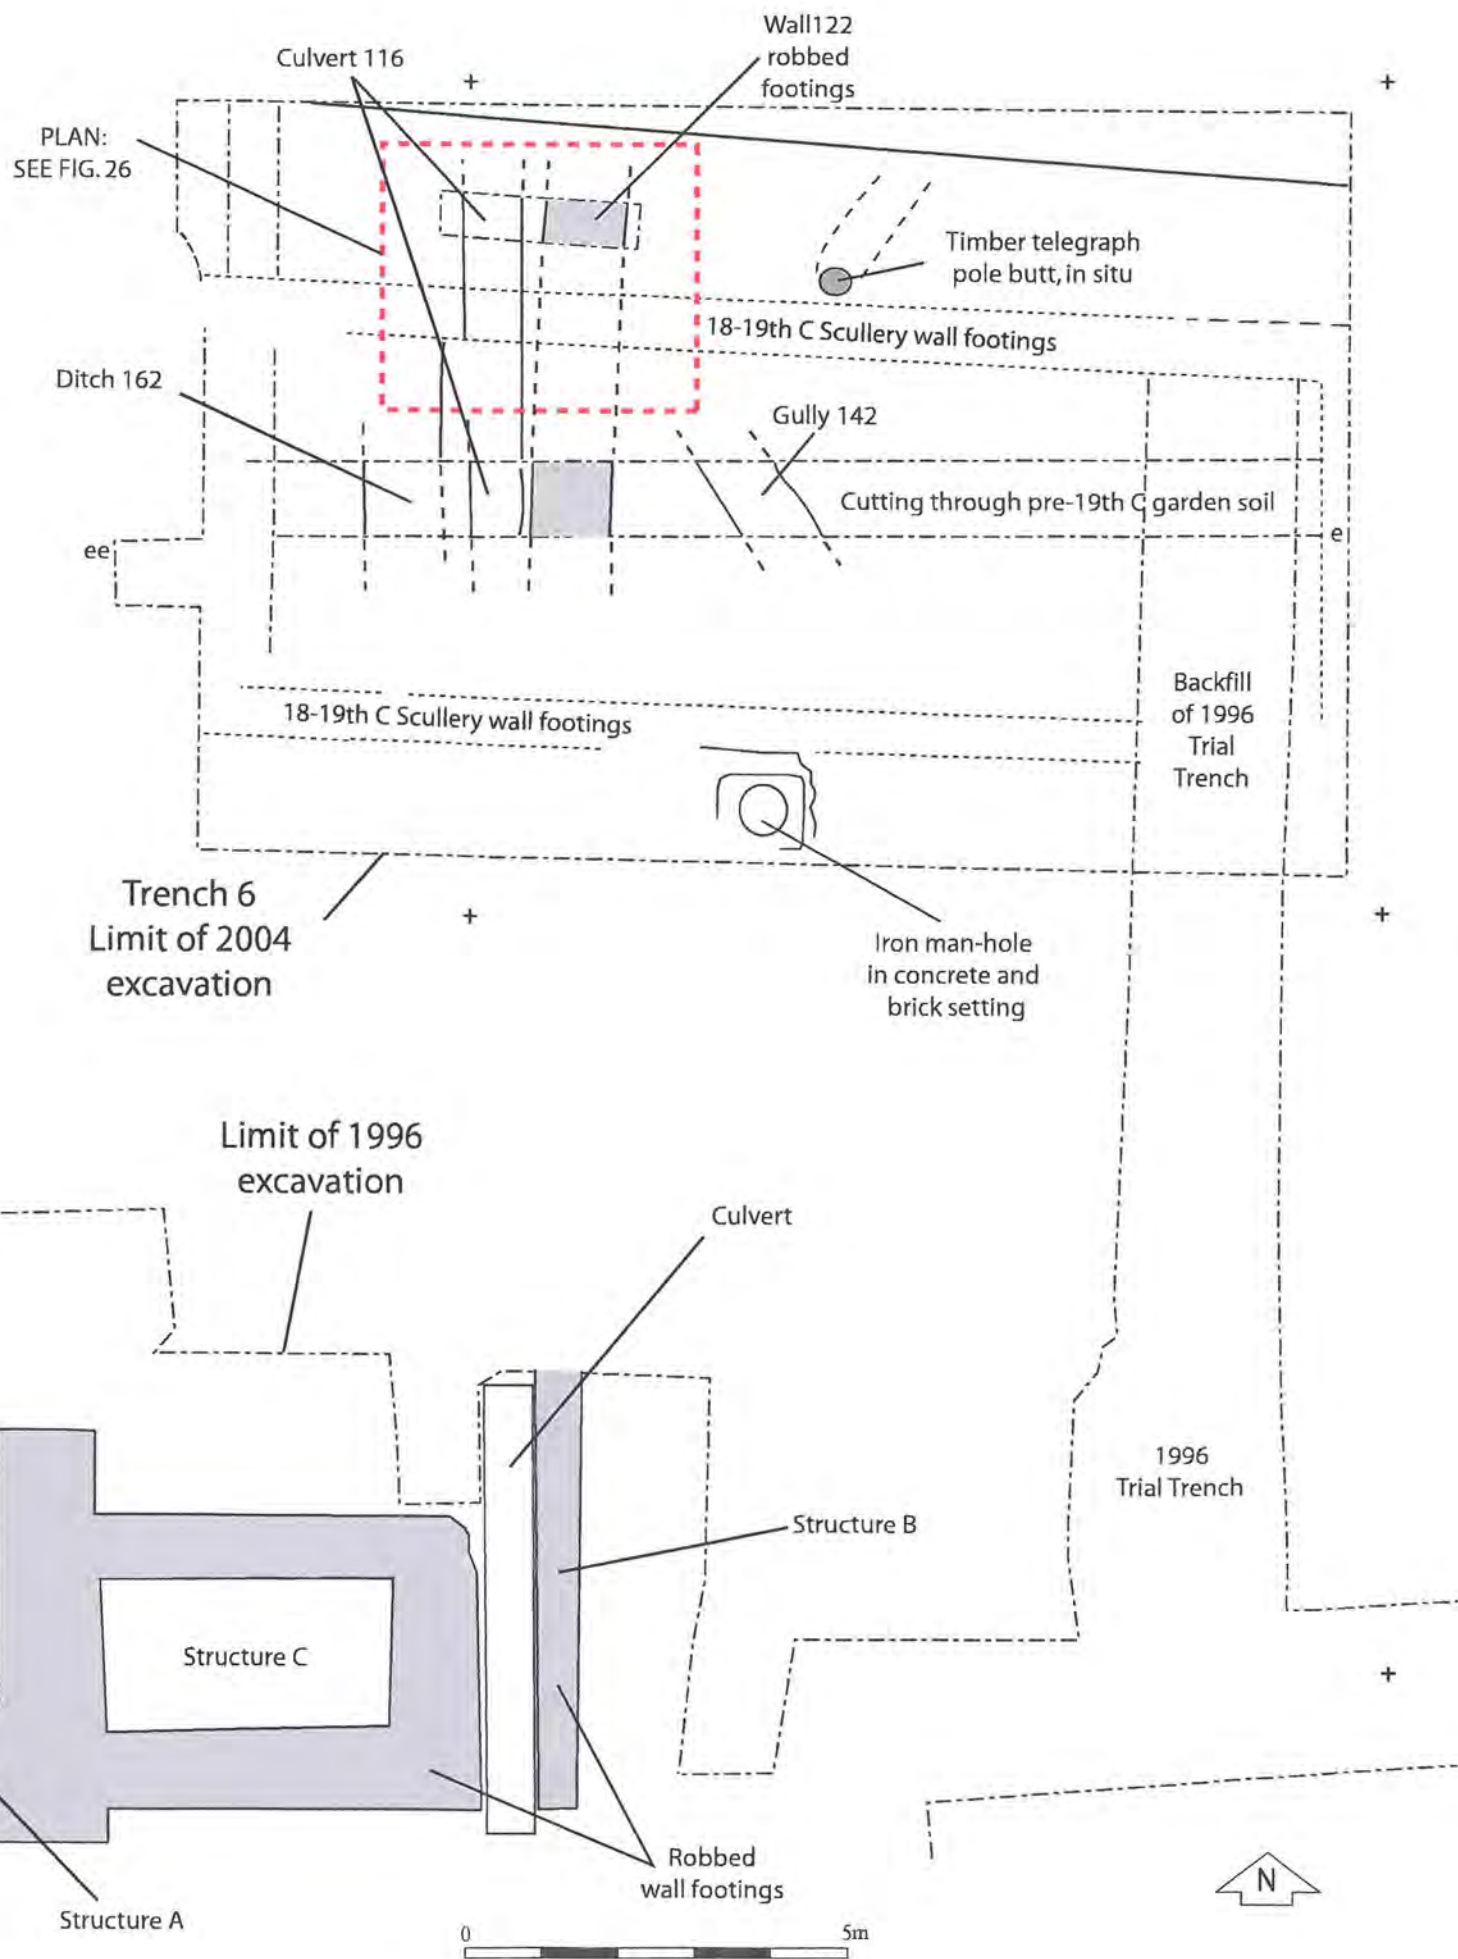 Wall122
robbed
footings
Culvert 116
PLAN:
SEE FIG. 26
Timber telegraph
pole butt, in situ
18-19th C Scullery wall footings
Ditch 162
Gully 142
Cutting through pre-19th C garden soil
ee
e
Backfill
of 1996
Trial
Trench
18-19th C Scullery wall footings
Trench 6
Limit of 2004
excavation
Iron man-hole
in concrete and
brick setting
Limit of 1996
excavation
Culvert
1996
Trial Trench
Structure B
Structure C
Robbed
wall footings
N
Structure A
0 5m